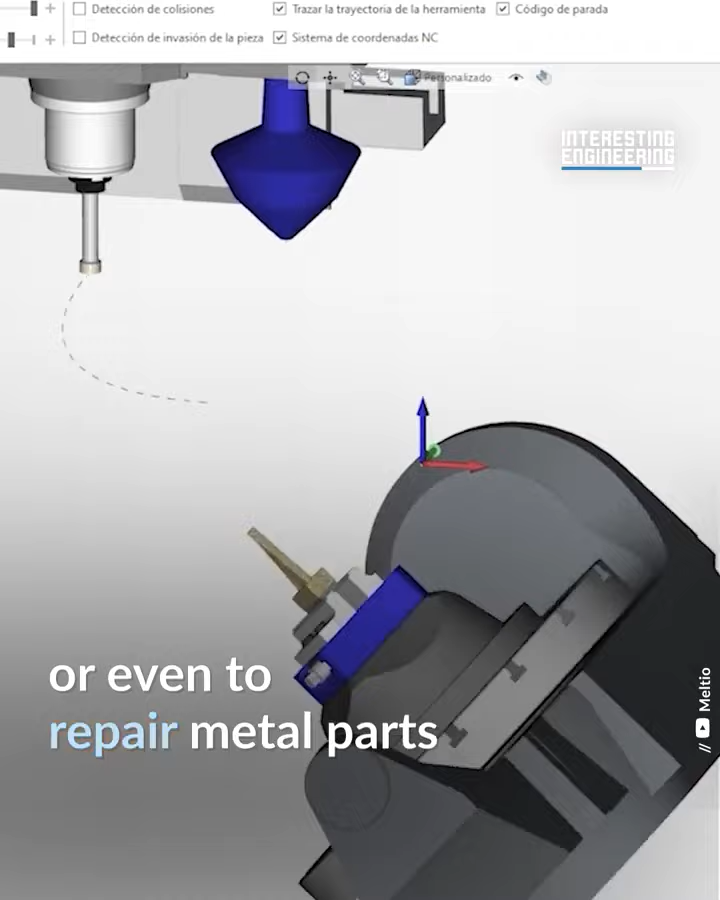 Detección de colisiones
Trazar la trayectoria de la herramienta
Código de parada
Detección de invasión de la pieza
Sistema de coordenadas NC
Personalizado
INTERESTING
ENGINEERING
or even to
repair metal parts
// Meltio